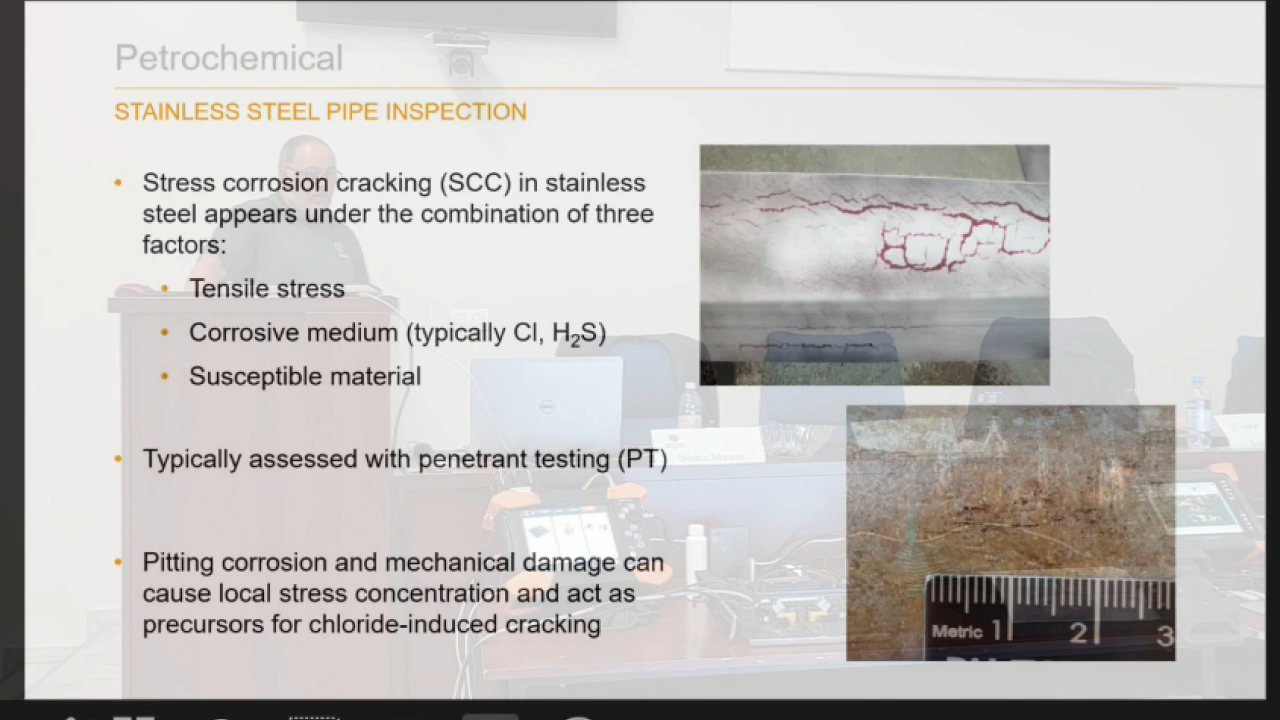 Petrochemical
STAINLESS STEEL PIPE INSPECTION
• Stress corrosion cracking (SCC) in stainless
steel appears under the combination of three
factors:
• Tensile stress
• Corrosive medium (typically Cl, H₂S)
• Susceptible material
• Typically assessed with penetrant testing (PT)
• Pitting corrosion and mechanical damage can
cause local stress concentration and act as
precursors for chloride-induced cracking
Metric 1 2 3
DELL